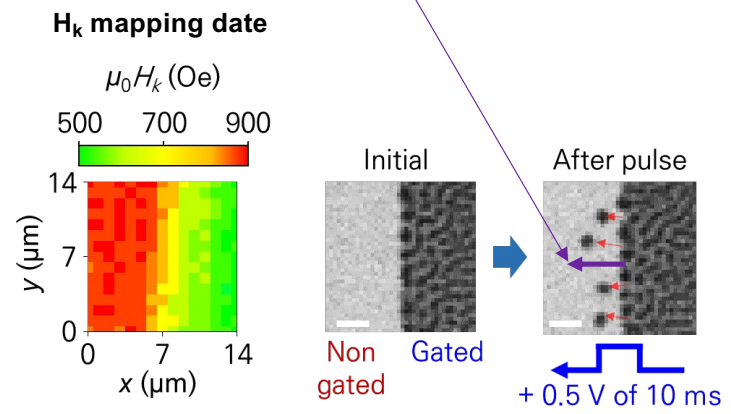 Hk mapping date
μ0Hk (Oe)
500 700 900
14
7
0
y (μm)
0 7 14
x (μm)
Initial
Non gated
Gated
After pulse
+ 0.5 V of 10 ms